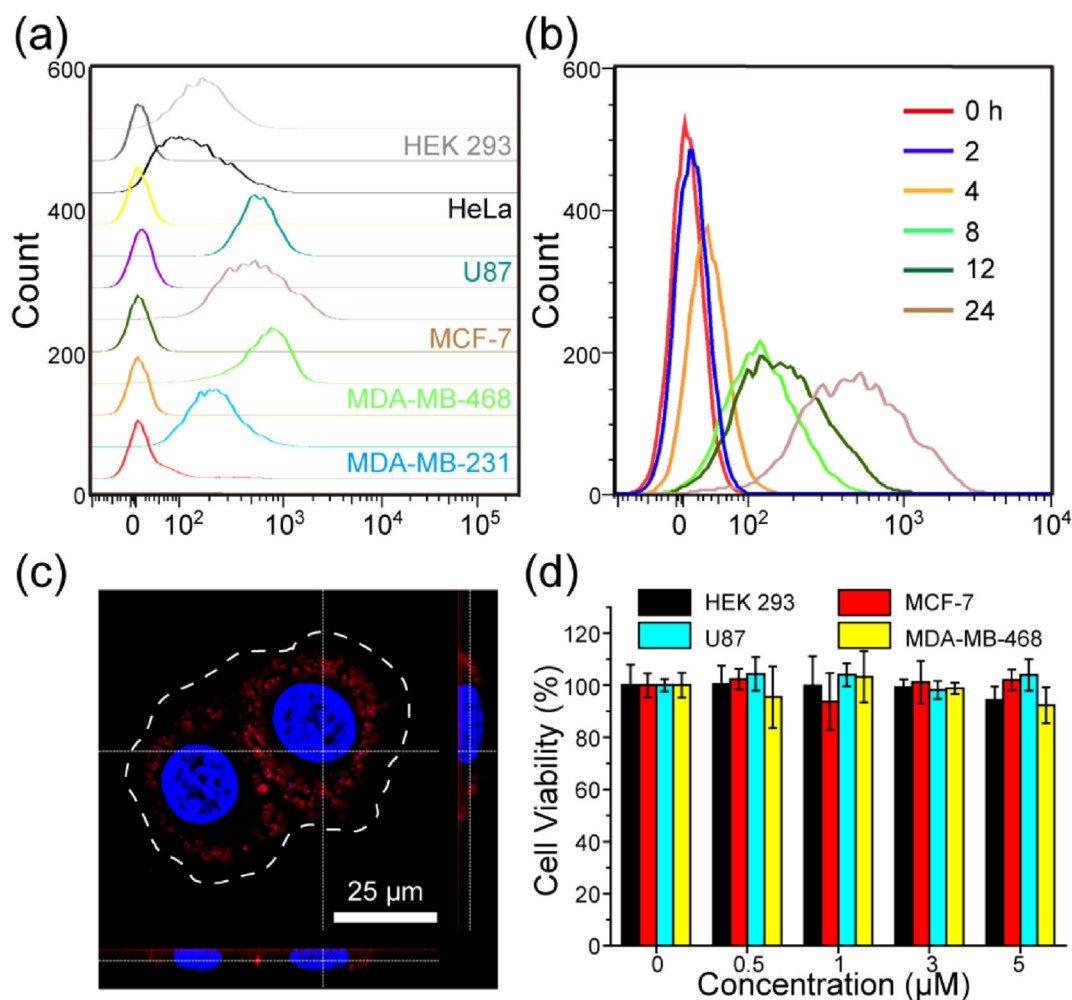 (a)
600
400
200
0
Count
HEK 293
HeLa
U87
MCF-7
MDA-MB-468
MDA-MB-231
0 10² 10³ 10⁴ 10⁵
(b)
600
400
200
0
Count
0 h
2
4
8
12
24
0 10² 10³ 10⁴
(c)
25 μm
(d)
HEK 293 MCF-7
U87 MDA-MB-468
120
100
80
60
40
20
0
Cell Viability (%)
0 0.5 1 3 5
Concentration (μM)